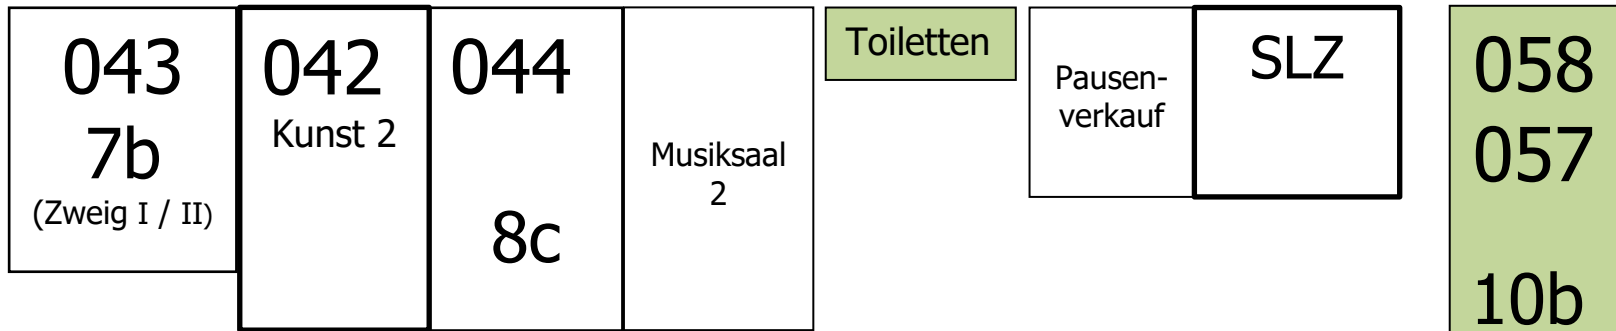 043
7b
(Zweig I / II)
042
Kunst 2
044
8c
Musiksaal
2
Toiletten
Pausen-
verkauf
SLZ
058
057
10b